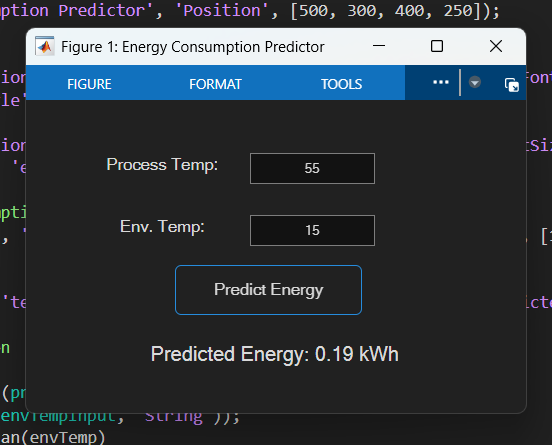 ption Predictor', 'Position', [500, 300, 400, 250]);
Figure 1: Energy Consumption Predictor
FIGURE FORMAT TOOLS
Process Temp: 55
Env. Temp: 15
Predict Energy
Predicted Energy: 0.19 kWh
envTempInput, 'String'));
an(envTemp)